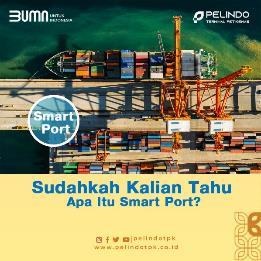 BUMN UNTUK INDONESIA
PELINDO
TERMINAL PETIKEMAS
Smart
Port
Sudahkah Kalian Tahu
Apa Itu Smart Port?
|pelindotpk
www.pelindotpk.co.id